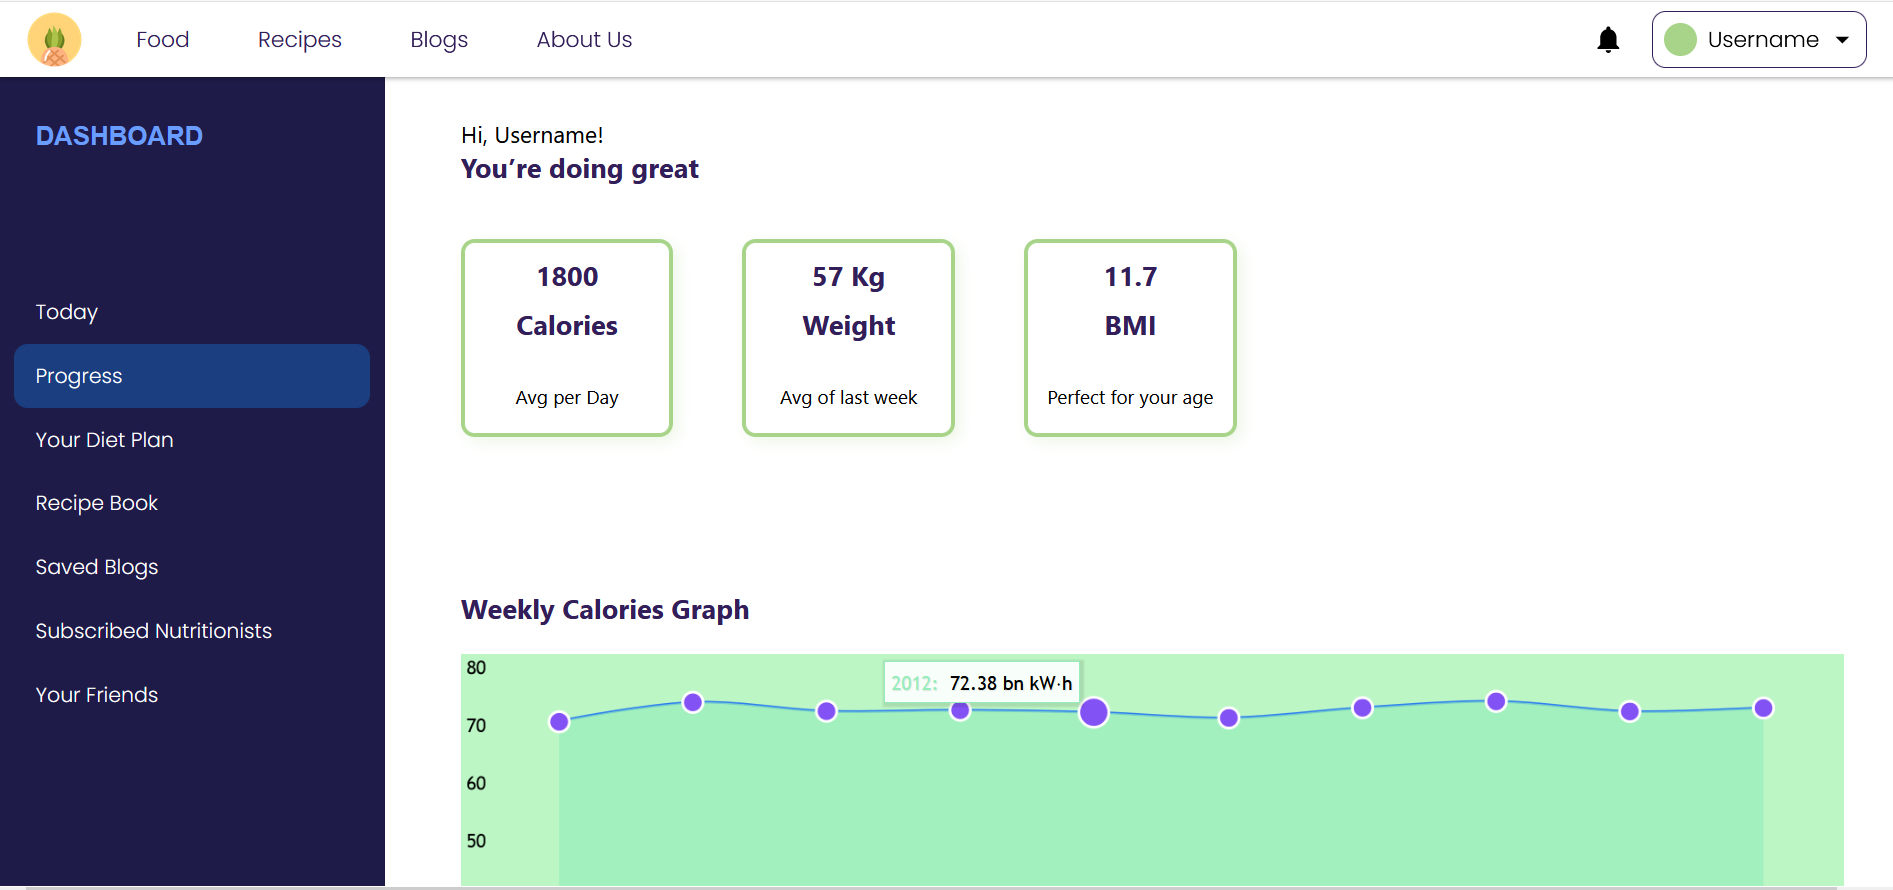 Food
Recipes
Blogs
About Us
Username
DASHBOARD
Today
Progress
Your Diet Plan
Recipe Book
Saved Blogs
Subscribed Nutritionists
Your Friends
Hi, Username!
You’re doing great
1800
Calories
Avg per Day
57 Kg
Weight
Avg of last week
11.7
BMI
Perfect for your age
Weekly Calories Graph
80
2012: 72.38 bn kW·h
70
60
50